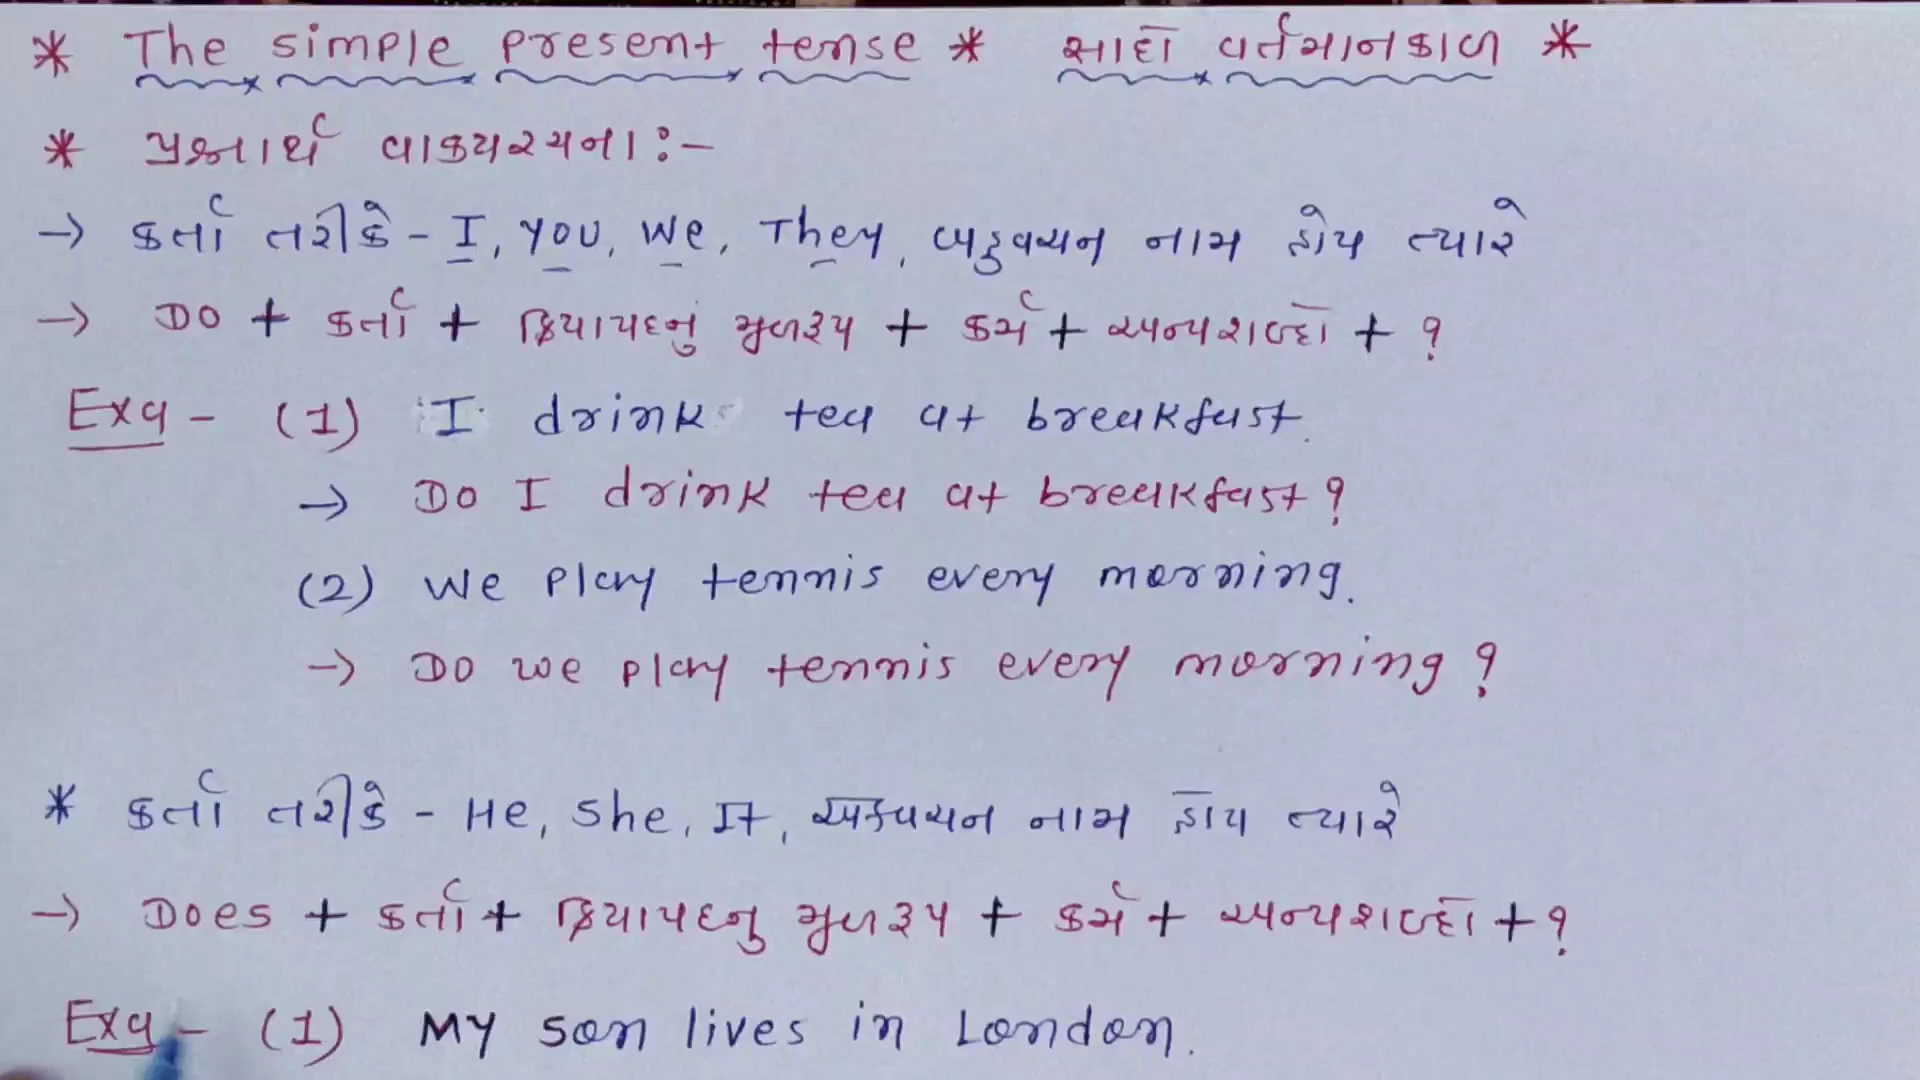 * The simple present tense * સાદો વર્તમાનકાળ *
* પ્રશ્નાર્થ વાક્યરચના :-
→ કર્તા તરીકે - I, you, we, They, બહુવચન નામ હોય ત્યારે
→ Do + કર્તા + ક્રિયાપદનુ મુળરૂપ + કર્મ + અન્યશબ્દો + ?
Exa - (1) I drink tea at breakfast.
→ Do I drink tea at breakfast?
(2) We play tennis every morning.
→ Do we play tennis every morning?
* કર્તા તરીકે - He, she, It, એકવચન નામ હોય ત્યારે
→ Does + કર્તા + ક્રિયાપદનુ મુળરૂપ + કર્મ + અન્યશબ્દો + ?
Exa - (1) My son lives in London.